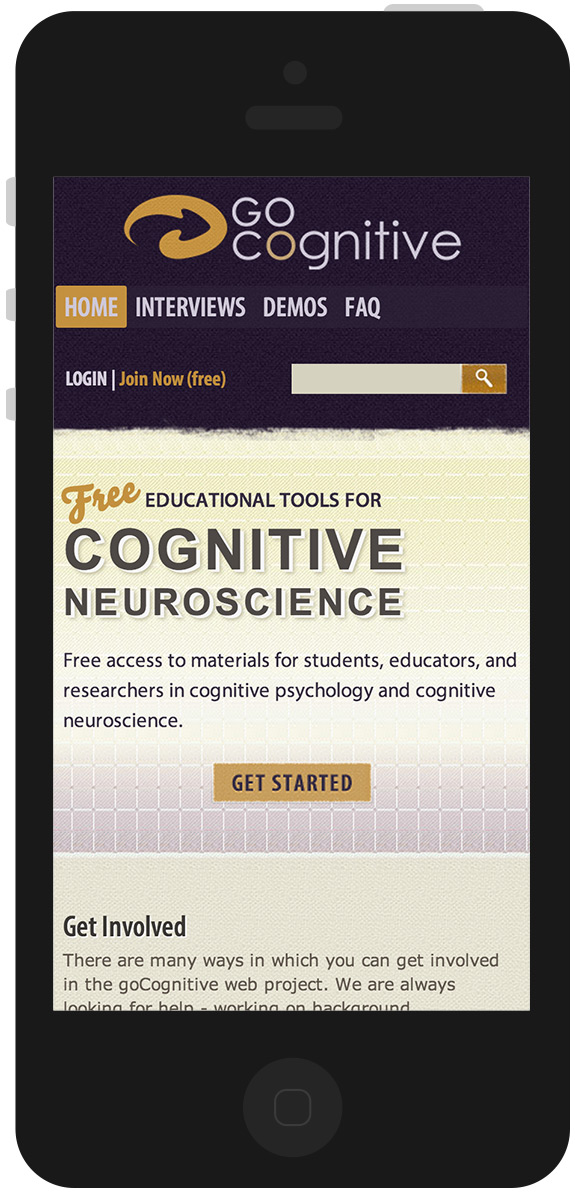 GO
cognitive
HOME INTERVIEWS DEMOS FAQ
LOGIN | Join Now (free)
Free EDUCATIONAL TOOLS FOR
COGNITIVE
NEUROSCIENCE
Free access to materials for students, educators, and
researchers in cognitive psychology and cognitive
neuroscience.
GET STARTED
Get Involved
There are many ways in which you can get involved
in the goCognitive web project. We are always
looking for help - working on background